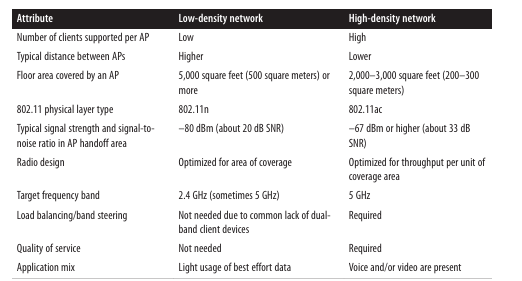 Attribute Low-density network High-density network
Number of clients supported per AP Low High
Typical distance between APs Higher Lower
Floor area covered by an AP 5,000 square feet (500 square meters) or 2,000–3,000 square feet (200–300
more square meters)
802.11 physical layer type 802.11n 802.11ac
Typical signal strength and signal-to- –80 dBm (about 20 dB SNR) –67 dBm or higher (about 33 dB
noise ratio in AP handoff area SNR)
Radio design Optimized for area of coverage Optimized for throughput per unit of
coverage area
Target frequency band 2.4 GHz (sometimes 5 GHz) 5 GHz
Load balancing/band steering Not needed due to common lack of dual- Required
band client devices
Quality of service Not needed Required
Application mix Light usage of best effort data Voice and/or video are present